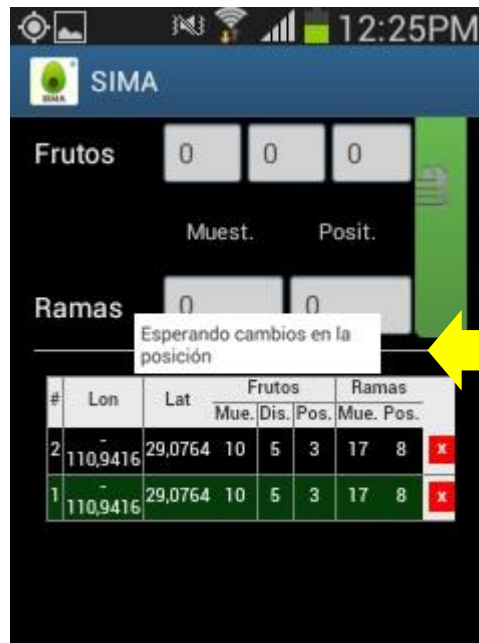 12:25PM
SIMA
SIMA
Frutos 0 0 0
Muest. Posit.
Ramas 0 0
Esperando cambios en la
posición
# Lon Lat Frutos Ramas
Mue. Dis. Pos. Mue. Pos.
2 -110,9416 29,0764 10 5 3 17 8 x
1 -110,9416 29,0764 10 5 3 17 8 x